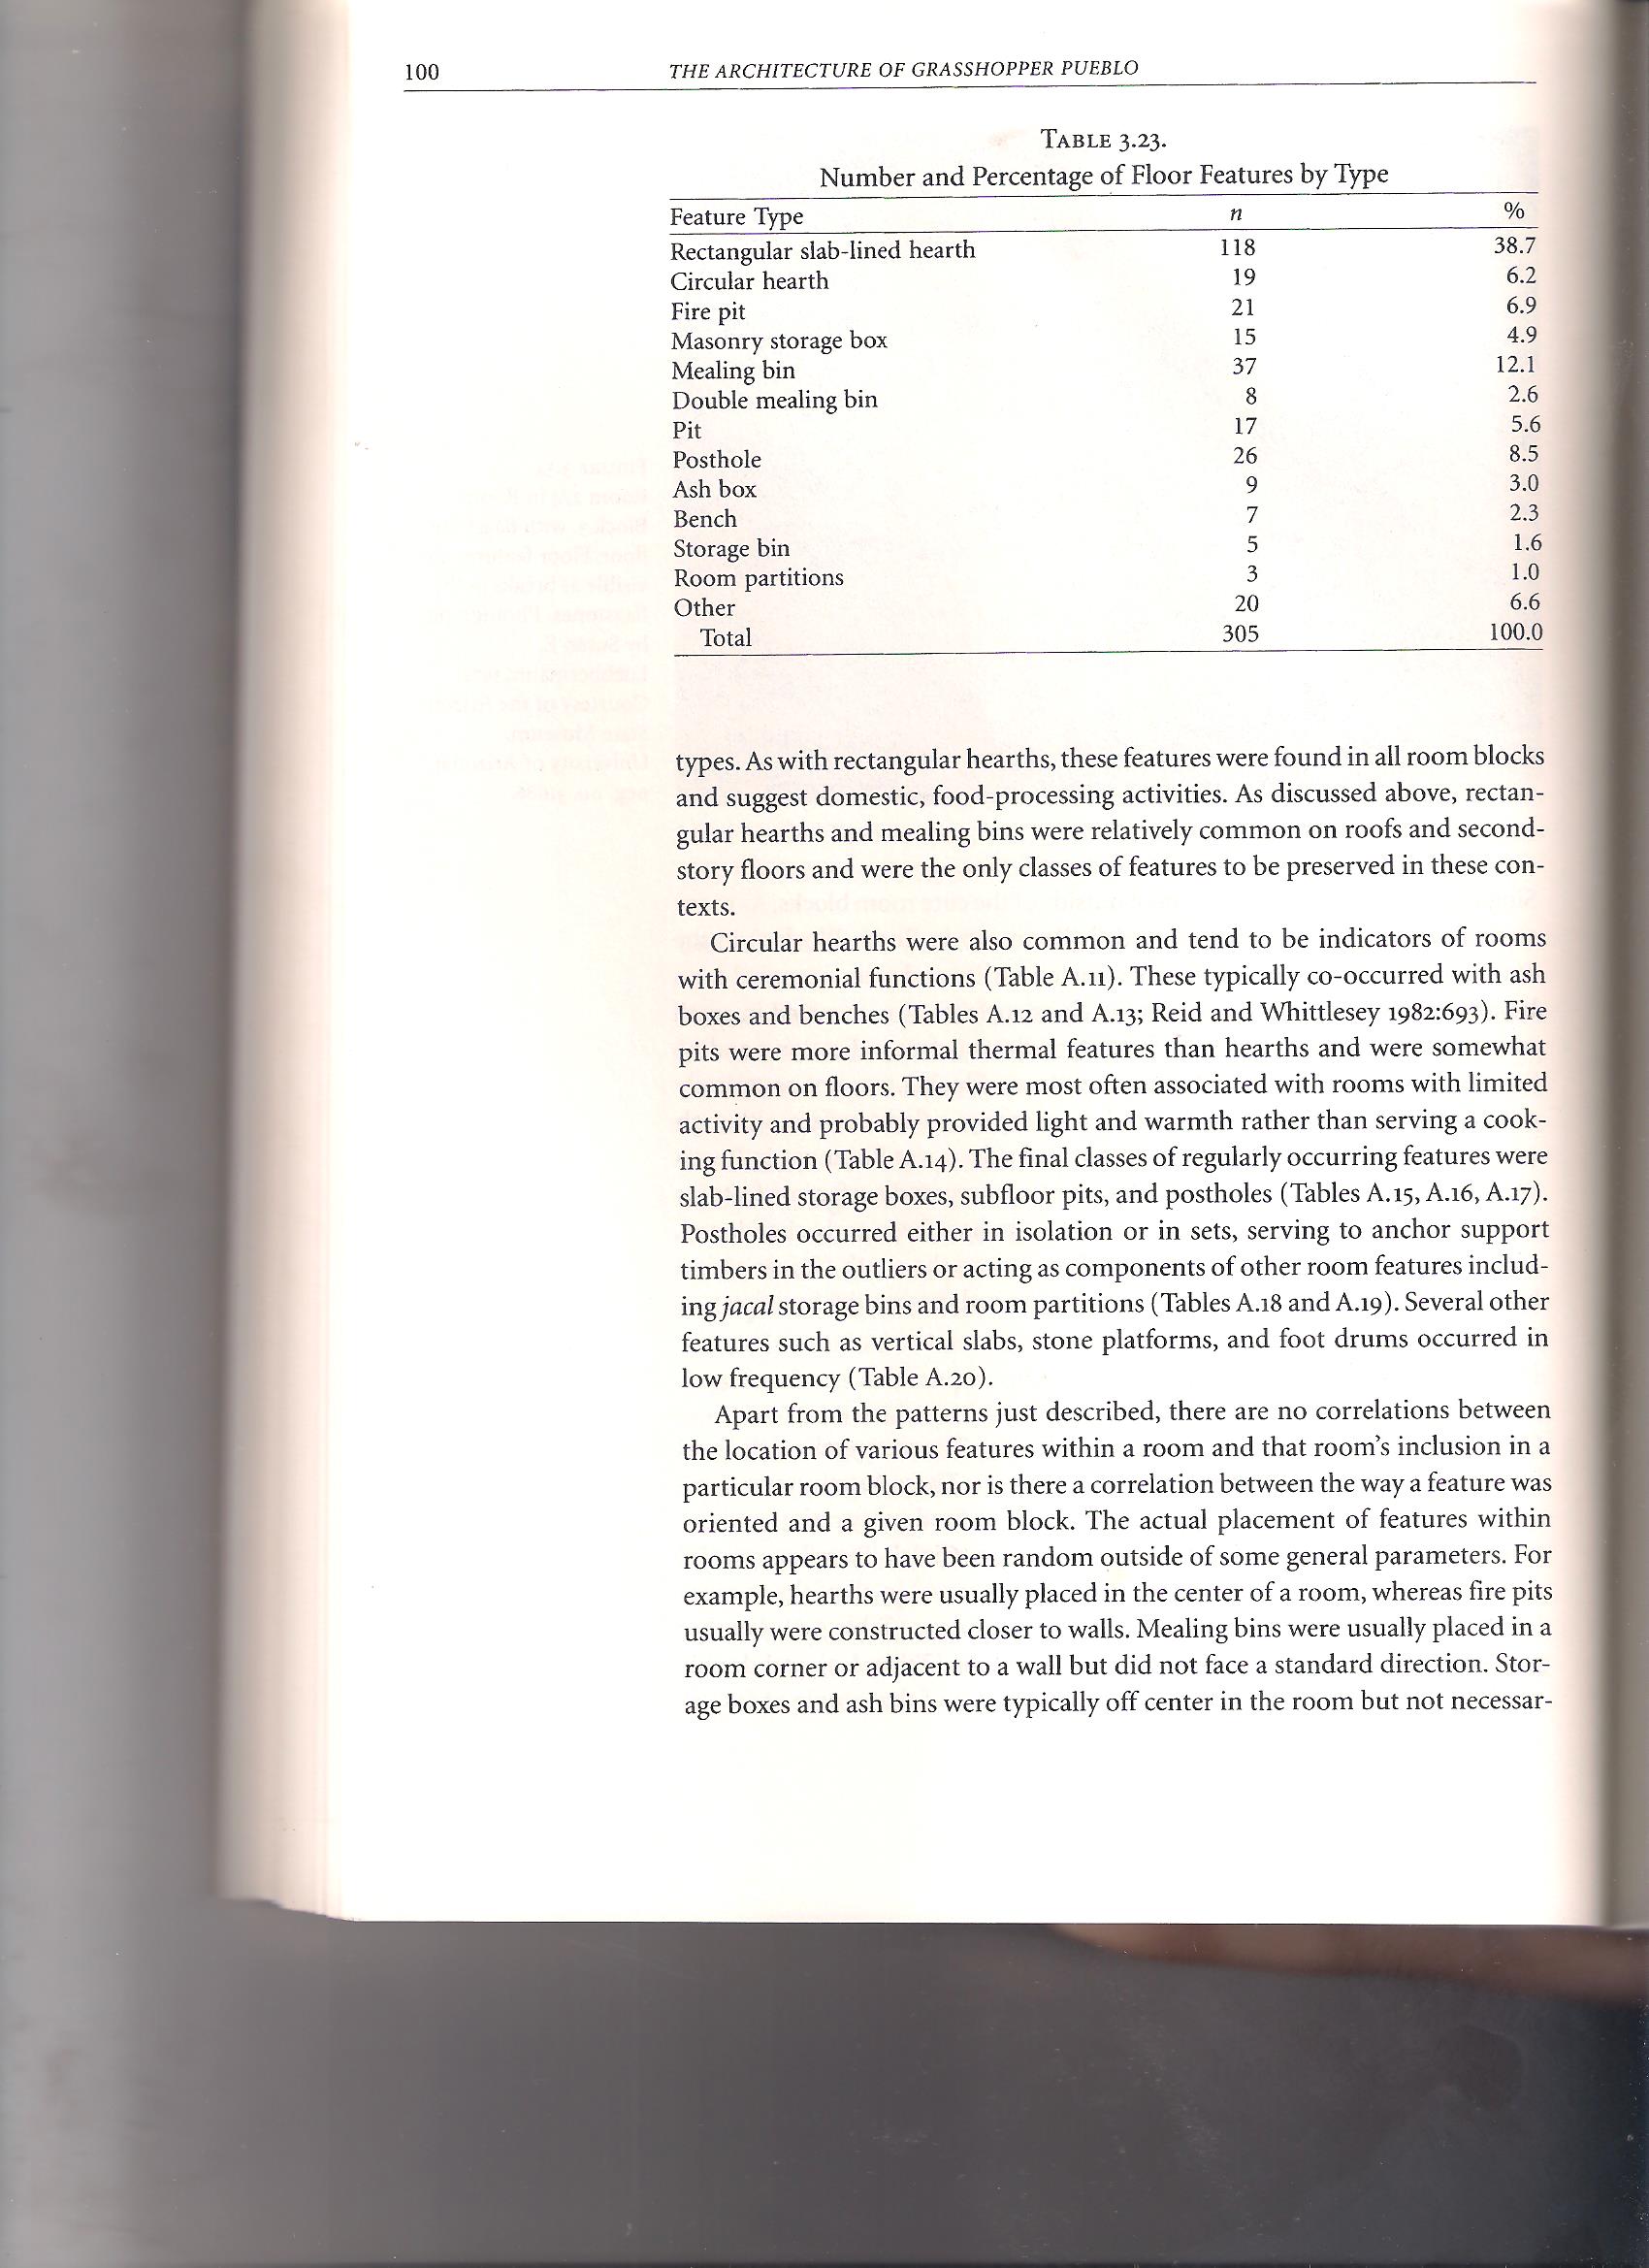 100 THE ARCHITECTURE OF GRASSHOPPER PUEBLO
TABLE 3.23.
Number and Percentage of Floor Features by Type
Feature Type n %
Rectangular slab-lined hearth 118 38.7
Circular hearth 19 6.2
Fire pit 21 6.9
Masonry storage box 15 4.9
Mealing bin 37 12.1
Double mealing bin 8 2.6
Pit 17 5.6
Posthole 26 8.5
Ash box 9 3.0
Bench 7 2.3
Storage bin 5 1.6
Room partitions 3 1.0
Other 20 6.6
Total 305 100.0
types. As with rectangular hearths, these features were found in all room blocks
and suggest domestic, food-processing activities. As discussed above, rectan-
gular hearths and mealing bins were relatively common on roofs and second-
story floors and were the only classes of features to be preserved in these con-
texts.
Circular hearths were also common and tend to be indicators of rooms
with ceremonial functions (Table A.11). These typically co-occurred with ash
boxes and benches (Tables A.12 and A.13; Reid and Whittlesey 1982:693). Fire
pits were more informal thermal features than hearths and were somewhat
common on floors. They were most often associated with rooms with limited
activity and probably provided light and warmth rather than serving a cook-
ing function (Table A.14). The final classes of regularly occurring features were
slab-lined storage boxes, subfloor pits, and postholes (Tables A.15, A.16, A.17).
Postholes occurred either in isolation or in sets, serving to anchor support
timbers in the outliers or acting as components of other room features includ-
ing jacal storage bins and room partitions (Tables A.18 and A.19). Several other
features such as vertical slabs, stone platforms, and foot drums occurred in
low frequency (Table A.20).
Apart from the patterns just described, there are no correlations between
the location of various features within a room and that room's inclusion in a
particular room block, nor is there a correlation between the way a feature was
oriented and a given room block. The actual placement of features within
rooms appears to have been random outside of some general parameters. For
example, hearths were usually placed in the center of a room, whereas fire pits
usually were constructed closer to walls. Mealing bins were usually placed in a
room corner or adjacent to a wall but did not face a standard direction. Stor-
age boxes and ash bins were typically off center in the room but not necessar-